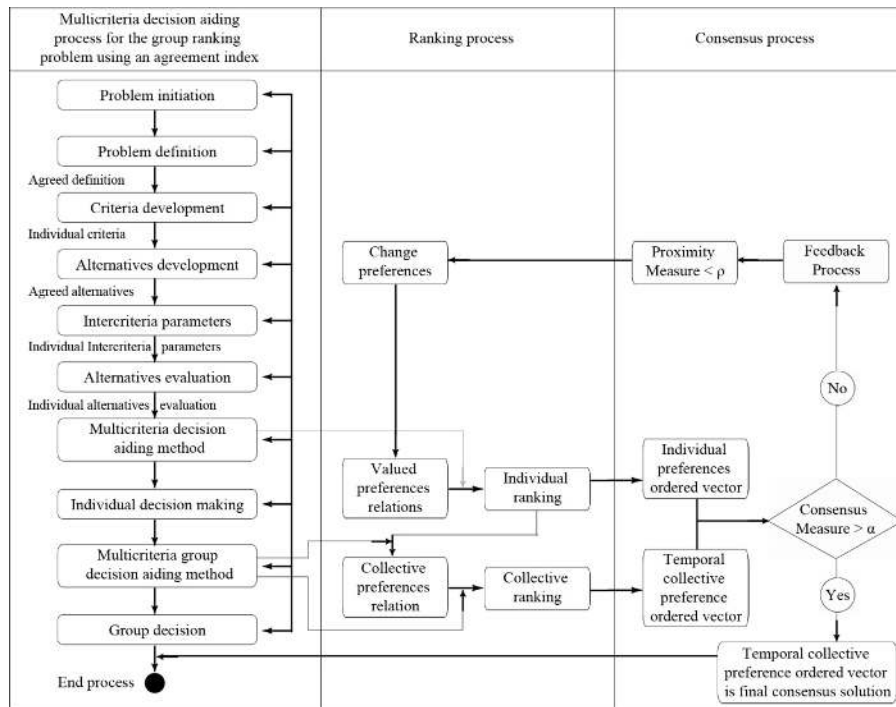 Multicriteria decision aiding
process for the group ranking
problem using an agreement index
Ranking process
Consensus process
Problem initiation
Problem definition
Agreed definition
Criteria development
Individual criteria
Alternatives development
Agreed alternatives
Intercriteria parameters
Individual Intercriteria parameters
Alternatives evaluation
Individual alternatives evaluation
Multicriteria decision
aiding method
Individual decision making
Multicriteria group
decision aiding method
Group decision
End process
Change
preferences
Valued
preferences
relations
Individual
ranking
Collective
preferences
relation
Collective
ranking
Proximity
Measure < ρ
Feedback
Process
No
Individual
preferences
ordered vector
Consensus
Measure > α
Temporal
collective
preference
ordered vector
Yes
Temporal collective
preference ordered vector
is final consensus solution